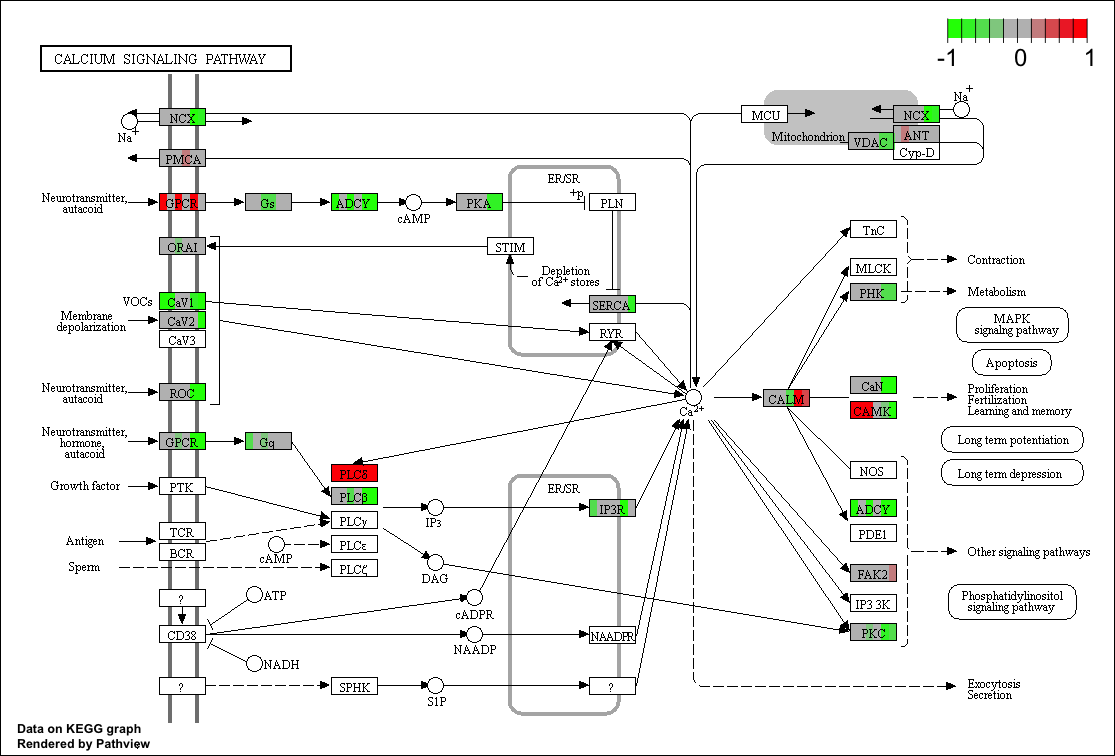 -1 0 1
CALCIUM SIGNALING PATHWAY
NCX
Na+
PMCA
Neurotransmitter,
autacoid
GPCR
Gs
ADCY
cAMP
PKA
ER/SR
+p
PLN
MCU
Mitochondrion
NCX
Na+
VDAC
ANT
Cyp-D
ORAI
STIM
Depletion
of Ca2+ stores
VOCs
CaV1
SERCA
Membrane
depolarization
CaV2
CaV3
RYR
Neurotransmitter,
autacoid
ROC
Neurotransmitter,
hormone,
autacoid
GPCR
Gq
PLCδ
PLCβ
Growth factor
PTK
PLCγ
IP3
ER/SR
IP3R
Antigen
TCR
BCR
cAMP
PLCε
Sperm
PLCζ
DAG
?
ATP
cADPR
CD38
NAADP
NAADPR
NADH
?
SPHK
S1P
?
Ca2+
TnC
MLCK
PHK
Contraction
Metabolism
MAPK
signalng pathway
Apoptosis
CALM
CaN
CAMK
Proliferation
Fertilization
Learning and memory
Long term potentiation
Long term depression
NOS
ADCY
PDE1
FAK2
IP3 3K
PKC
Other signaling pathways
Phosphatidylinositol
signaling pathway
Exocytosis
Secretion
Data on KEGG graph
Rendered by Pathview